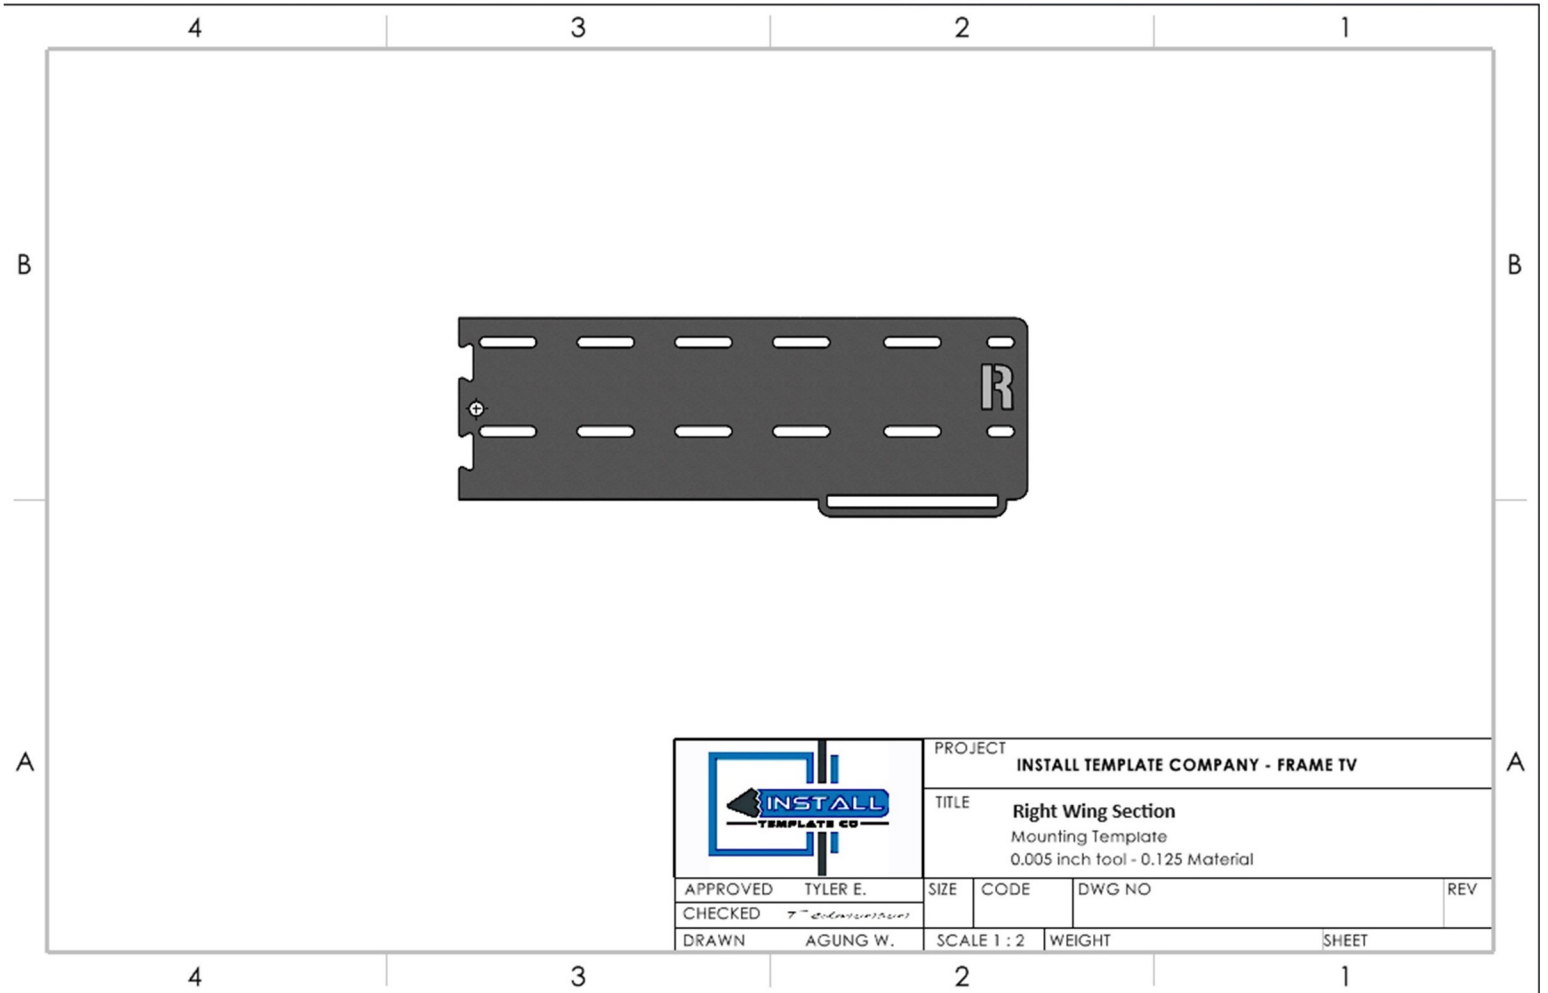 4 3 2 1
B B
R
A A
PROJECT
INSTALL TEMPLATE COMPANY - FRAME TV
INSTALL
TEMPLATE CO
TITLE
Right Wing Section
Mounting Template
0.005 inch tool - 0.125 Material
APPROVED TYLER E. SIZE CODE DWG NO REV
CHECKED
DRAWN AGUNG W. SCALE 1 : 2 WEIGHT SHEET
4 3 2 1